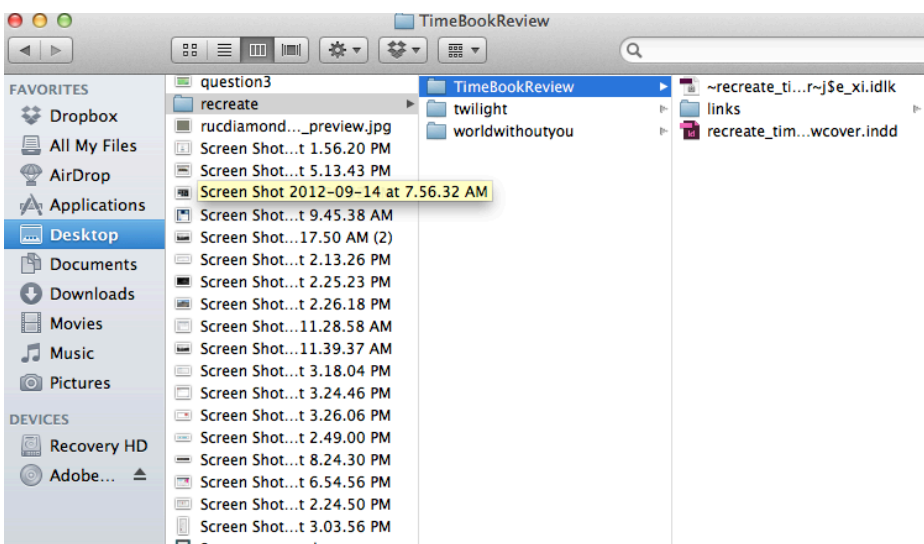 TimeBookReview
FAVORITES
Dropbox
All My Files
AirDrop
Applications
Desktop
Documents
Downloads
Movies
Music
Pictures
DEVICES
Recovery HD
Adobe...
question3
recreate
rucdiamond..._preview.jpg
Screen Shot...t 1.56.20 PM
Screen Shot...t 5.13.43 PM
Screen Shot 2012-09-14 at 7.56.32 AM
Screen Shot...t 9.45.38 AM
Screen Shot...17.50 AM (2)
Screen Shot...t 2.13.26 PM
Screen Shot...t 2.25.23 PM
Screen Shot...t 2.26.18 PM
Screen Shot...11.28.58 AM
Screen Shot...11.39.37 AM
Screen Shot...t 3.18.04 PM
Screen Shot...t 3.24.46 PM
Screen Shot...t 3.26.06 PM
Screen Shot...t 2.49.00 PM
Screen Shot...t 8.24.30 PM
Screen Shot...t 6.54.56 PM
Screen Shot...t 2.24.50 PM
Screen Shot...t 3.03.56 PM
TimeBookReview
twilight
worldwithoutyou
~recreate_ti...r~j$e_xi.idlk
links
recreate_tim...wcover.indd